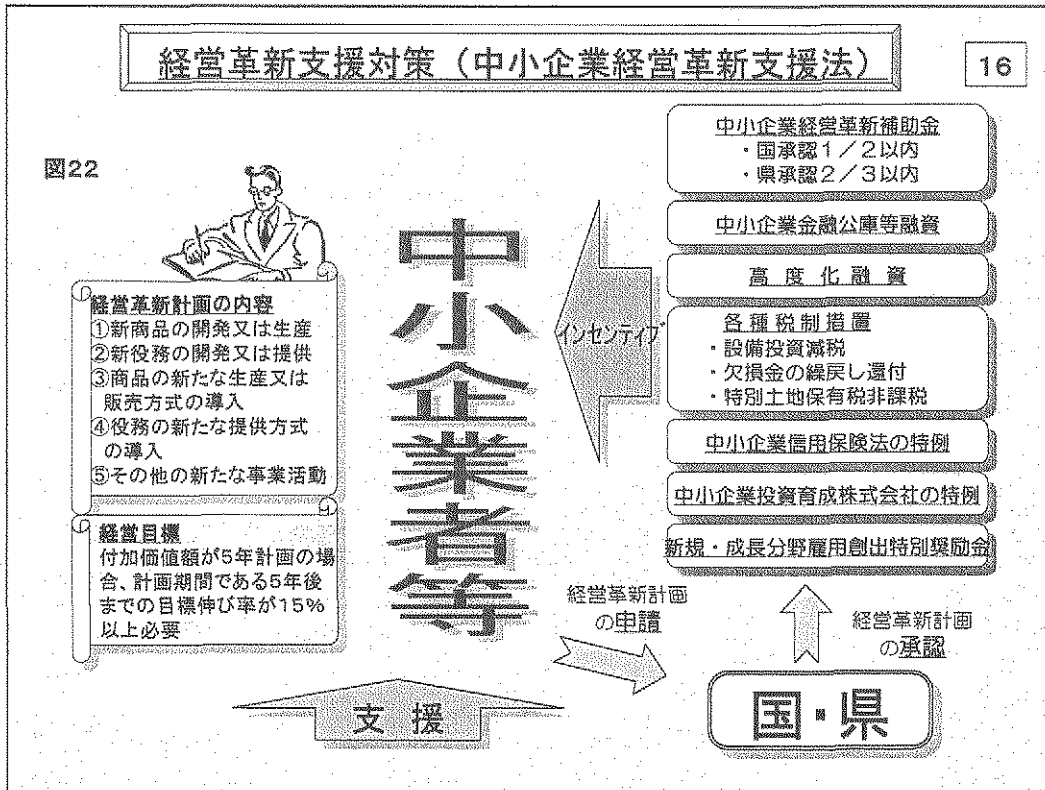 経営革新支援対策（中小企業経営革新支援法）
16
図22
経営革新計画の内容
①新商品の開発又は生産
②新役務の開発又は提供
③商品の新たな生産又は
販売方式の導入
④役務の新たな提供方式
の導入
⑤その他の新たな事業活動
経営目標
付加価値額が5年計画の場
合、計画期間である5年後
までの目標伸び率が15%
以上必要
中小企業者等
支援
インセンティブ
中小企業経営革新補助金
・国承認1／2以内
・県承認2／3以内
中小企業金融公庫等融資
高度化融資
各種税制措置
・設備投資減税
・欠損金の繰戻し還付
・特別土地保有税非課税
中小企業信用保険法の特例
中小企業投資育成株式会社の特例
新規・成長分野雇用創出特別奨励金
経営革新計画
の申請
経営革新計画
の承認
国・県